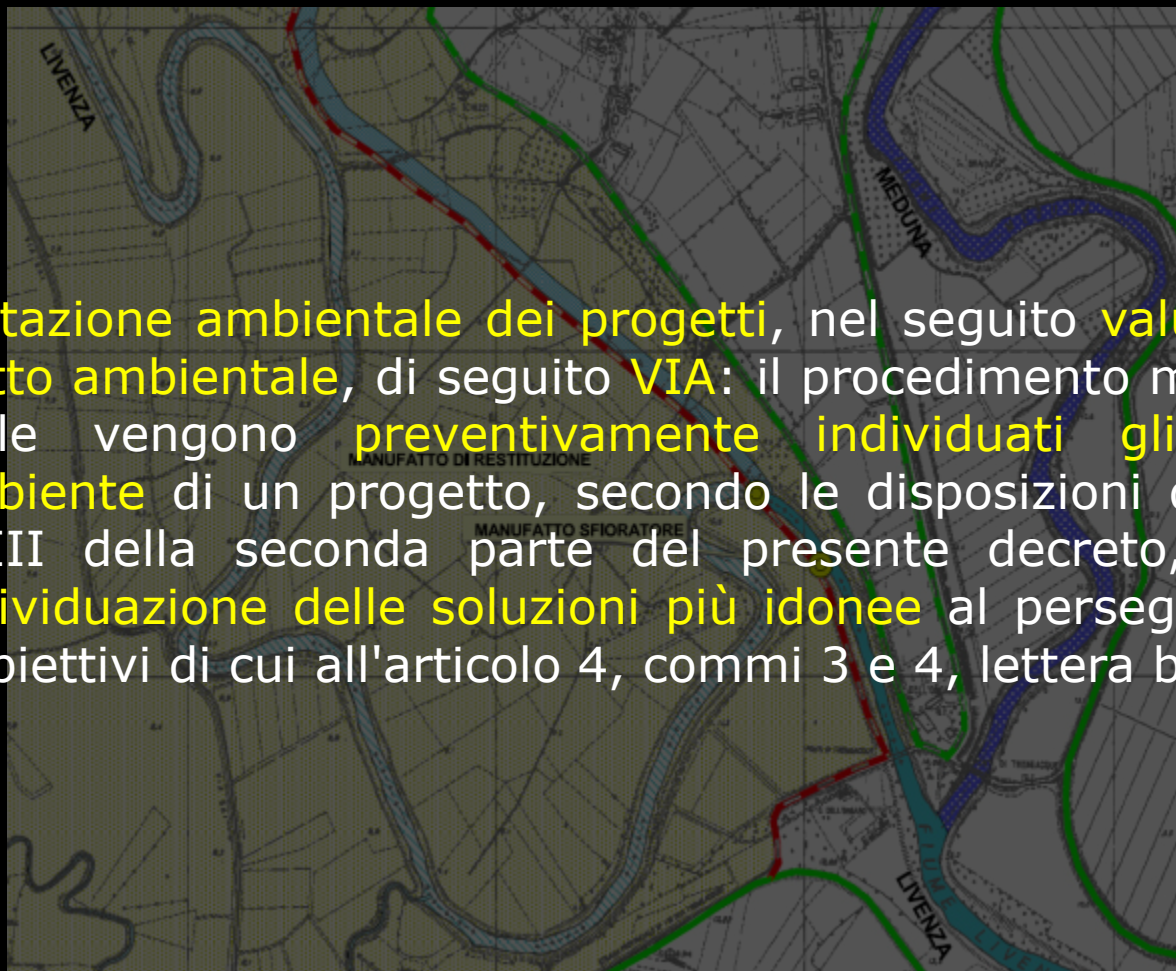 LIVENZA
MEDUNA
tazione ambientale dei progetti, nel seguito valu
tto ambientale, di seguito VIA: il procedimento m
le vengono preventivamente individuati gli
MANUFATTO DI RESTITUZIONE
biente di un progetto, secondo le disposizioni
MANUFATTO SFIORATORE
III della seconda parte del presente decreto,
ividuazione delle soluzioni più idonee al perseg
biettivi di cui all'articolo 4, commi 3 e 4, lettera b
LIVENZA
FIUME LIVE